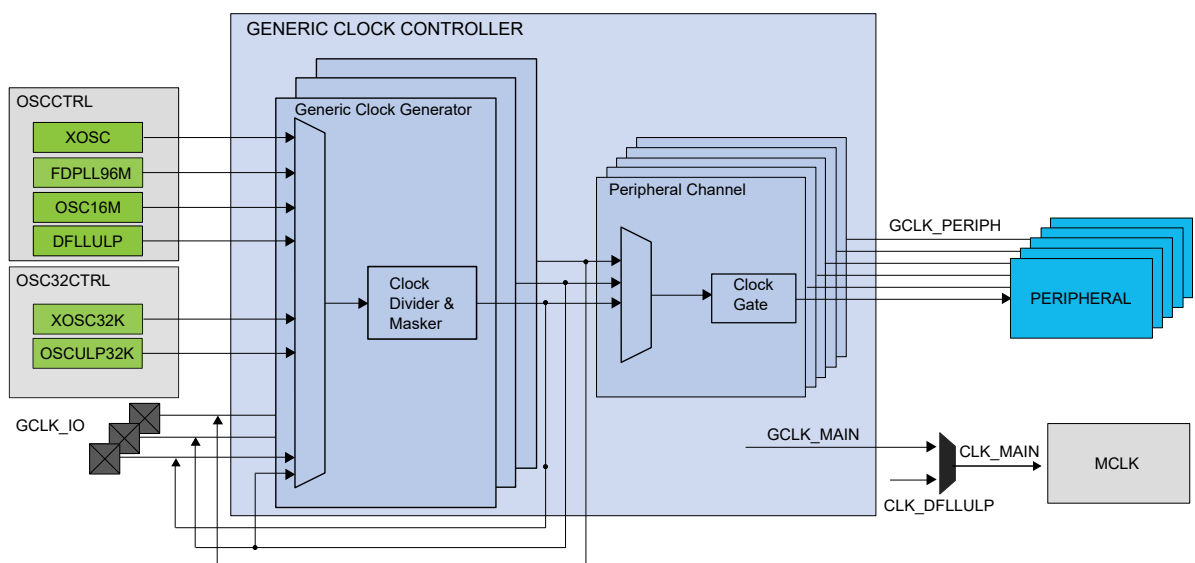 GENERIC CLOCK CONTROLLER
OSCCTRL
XOSC
FDPLL96M
OSC16M
DFLLULP
OSC32CTRL
XOSC32K
OSCULP32K
GCLK_IO
Generic Clock Generator
Clock
Divider &
Masker
Peripheral Channel
Clock
Gate
GCLK_PERIPH
PERIPHERAL
GCLK_MAIN
CLK_MAIN
CLK_DFLLULP
MCLK